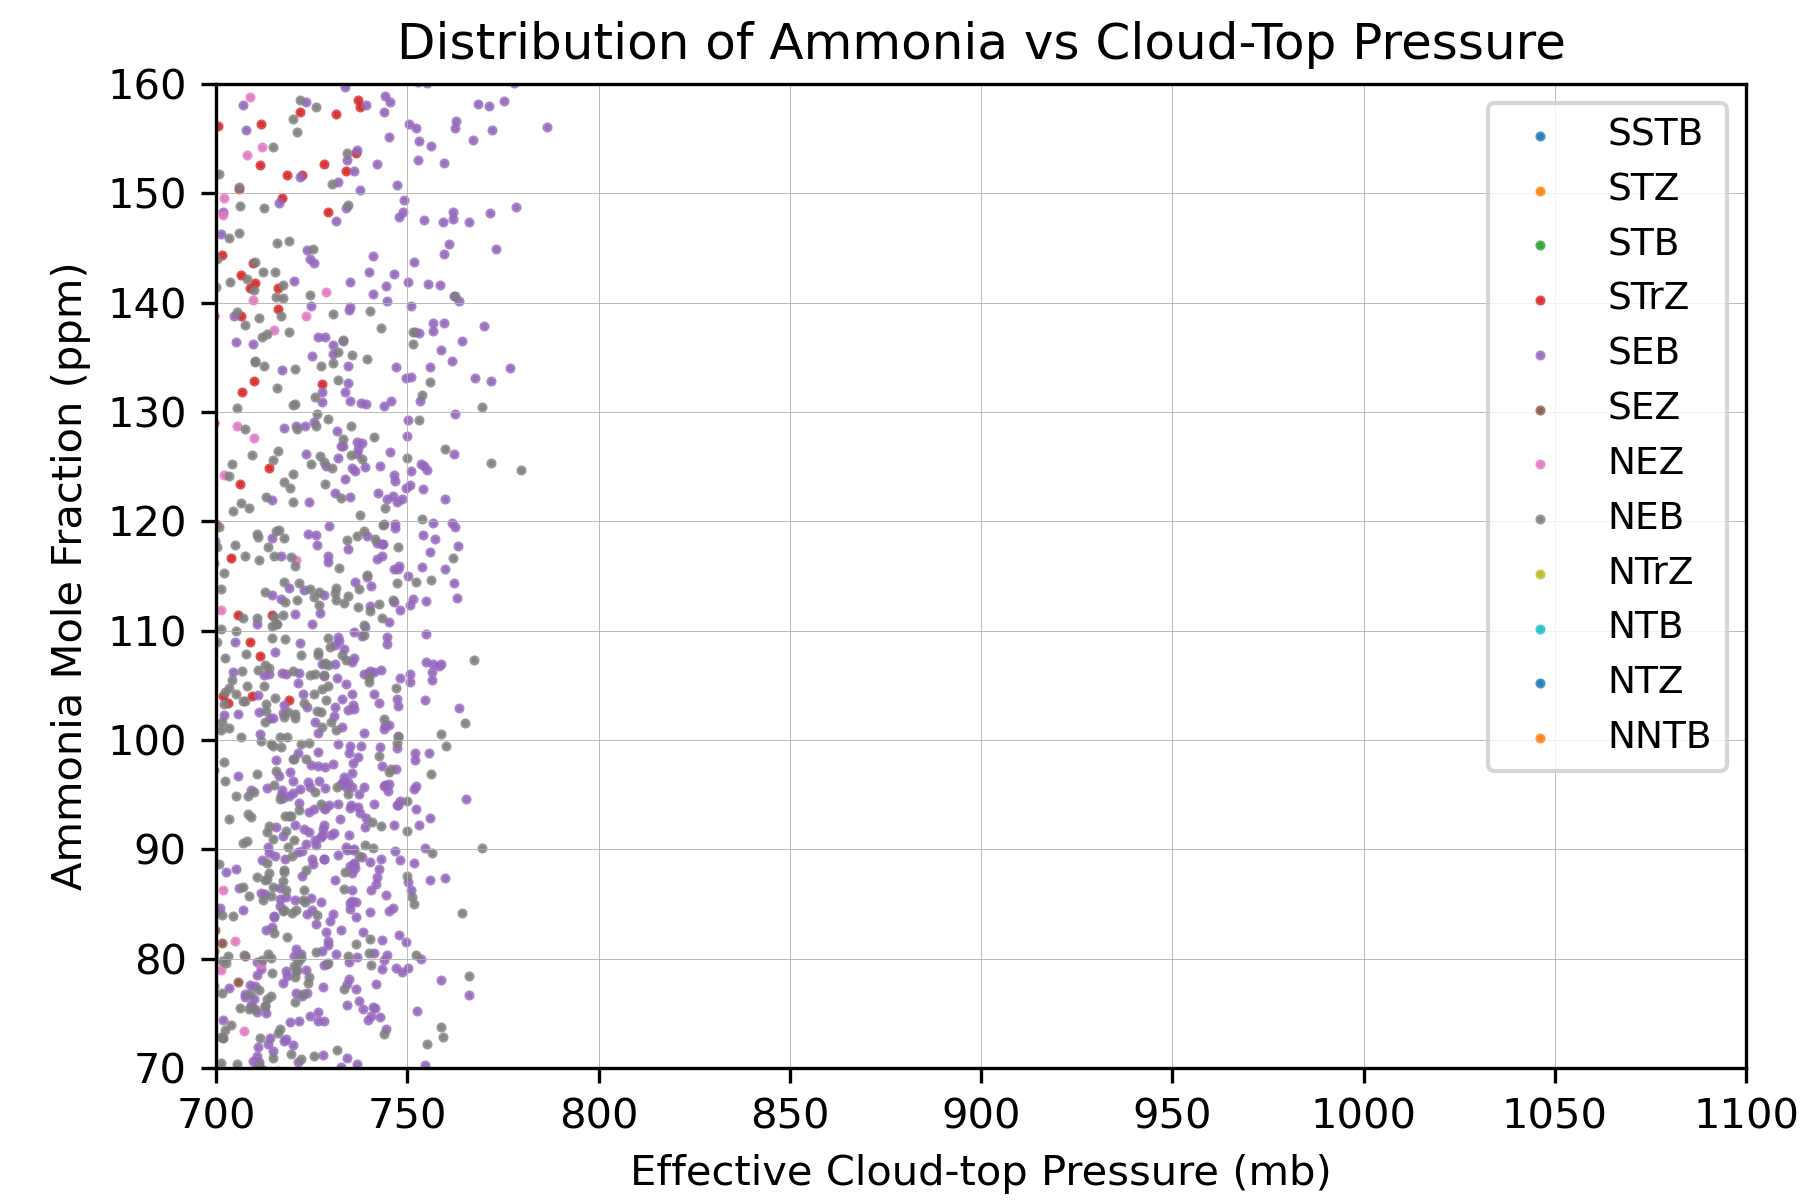 Distribution of Ammonia vs Cloud-Top Pressure
Ammonia Mole Fraction (ppm)
160
150
140
130
120
110
100
90
80
70
SSTB
STZ
STB
STrZ
SEB
SEZ
NEZ
NEB
NTrZ
NTB
NTZ
NNTB
700 750 800 850 900 950 1000 1050 1100
Effective Cloud-top Pressure (mb)